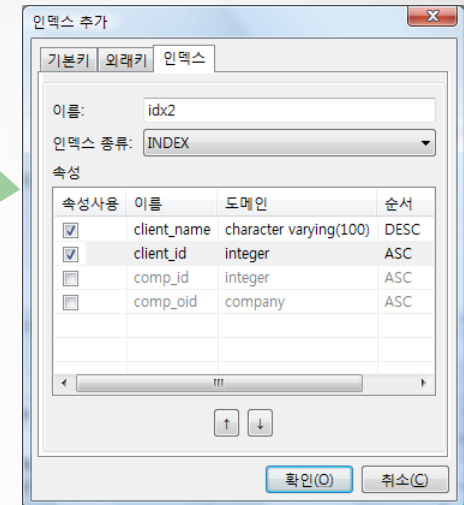 인덱스 추가
기본키 외래키 인덱스
이름: idx2
인덱스 종류: INDEX
속성
속성사용 이름 도메인 순서
client_name character varying(100) DESC
client_id integer ASC
comp_id integer ASC
comp_oid company ASC
확인(O) 취소(C)